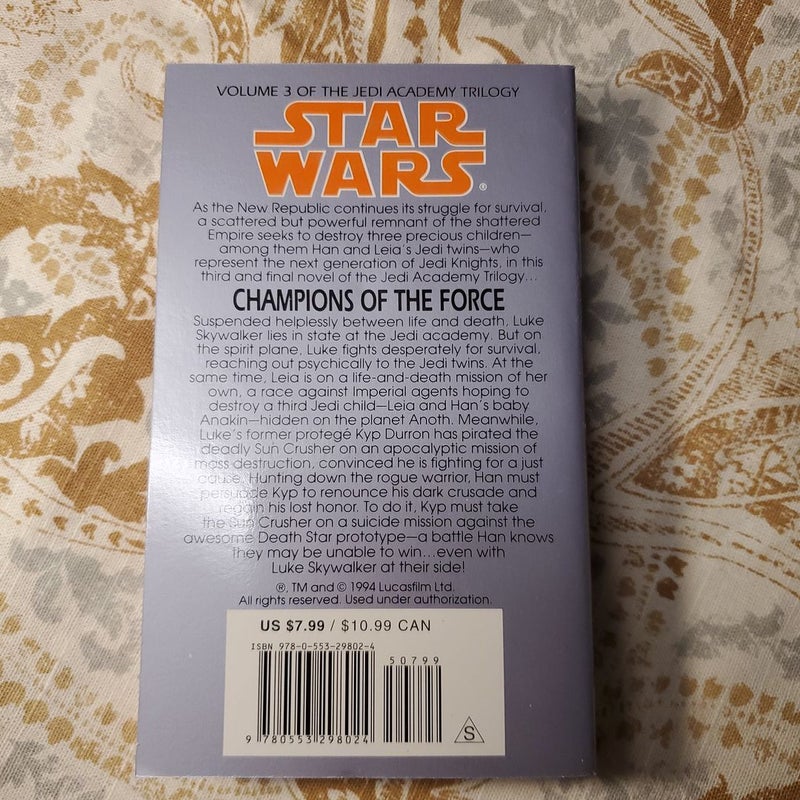 VOLUME 3 OF THE JEDI ACADEMY TRILOGY
STAR
WARS®
As the New Republic continues its struggle for survival,
a scattered but powerful remnant of the shattered
Empire seeks to destroy three precious children—
among them Han and Leia's Jedi twins—who
represent the next generation of Jedi Knights, in this
third and final novel of the Jedi Academy Trilogy...
CHAMPIONS OF THE FORCE
Suspended helplessly between life and death, Luke
Skywalker lies in state at the Jedi academy. But on
the spirit plane, Luke fights desperately for survival,
reaching out psychically to the Jedi twins. At the
same time, Leia is on a life-and-death mission of her
own, a race against Imperial agents hoping to
destroy a third Jedi child—Leia and Han's baby
Anakin—hidden on the planet Anoth. Meanwhile,
Luke's former protegé Kyp Durron has pirated the
deadly Sun Crusher on an apocalyptic mission of
mass destruction, convinced he is fighting for a just
cause. Hunting down the rogue warrior, Han must
persuade Kyp to renounce his dark crusade and
regain his lost honor. To do it, Kyp must take
the Sun Crusher on a suicide mission against the
awesome Death Star prototype—a battle Han knows
they may be unable to win...even with
Luke Skywalker at their side!
®, TM and © 1994 Lucasfilm Ltd.
All rights reserved. Used under authorization.
US $7.99 / $10.99 CAN
ISBN 978-0-553-29802-4
50799
9 780553 298024
S